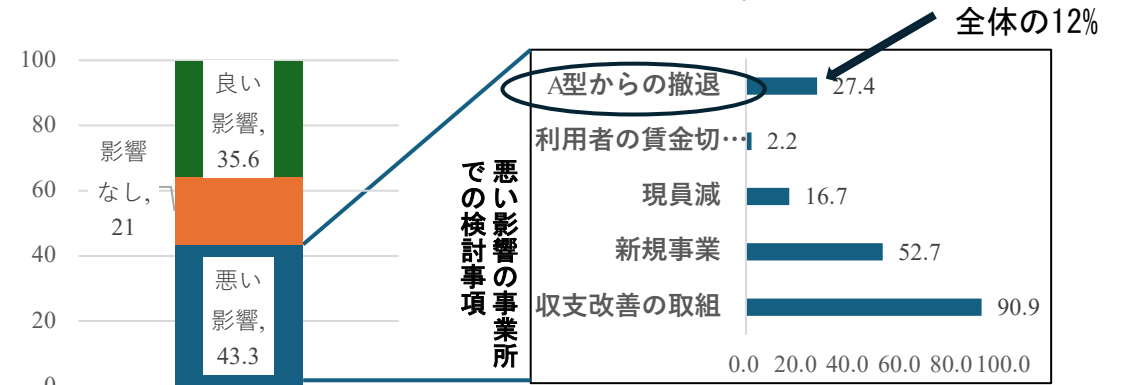 全体の12%
100
80
60
40
20
0
良い
影響,
35.6
影響
なし,
21
悪い
影響,
43.3
悪い影響の事業所
での検討事項
A型からの撤退
27.4
利用者の賃金切…
2.2
現員減
16.7
新規事業
52.7
収支改善の取組
90.9
0.0 20.0 40.0 60.0 80.0 100.0